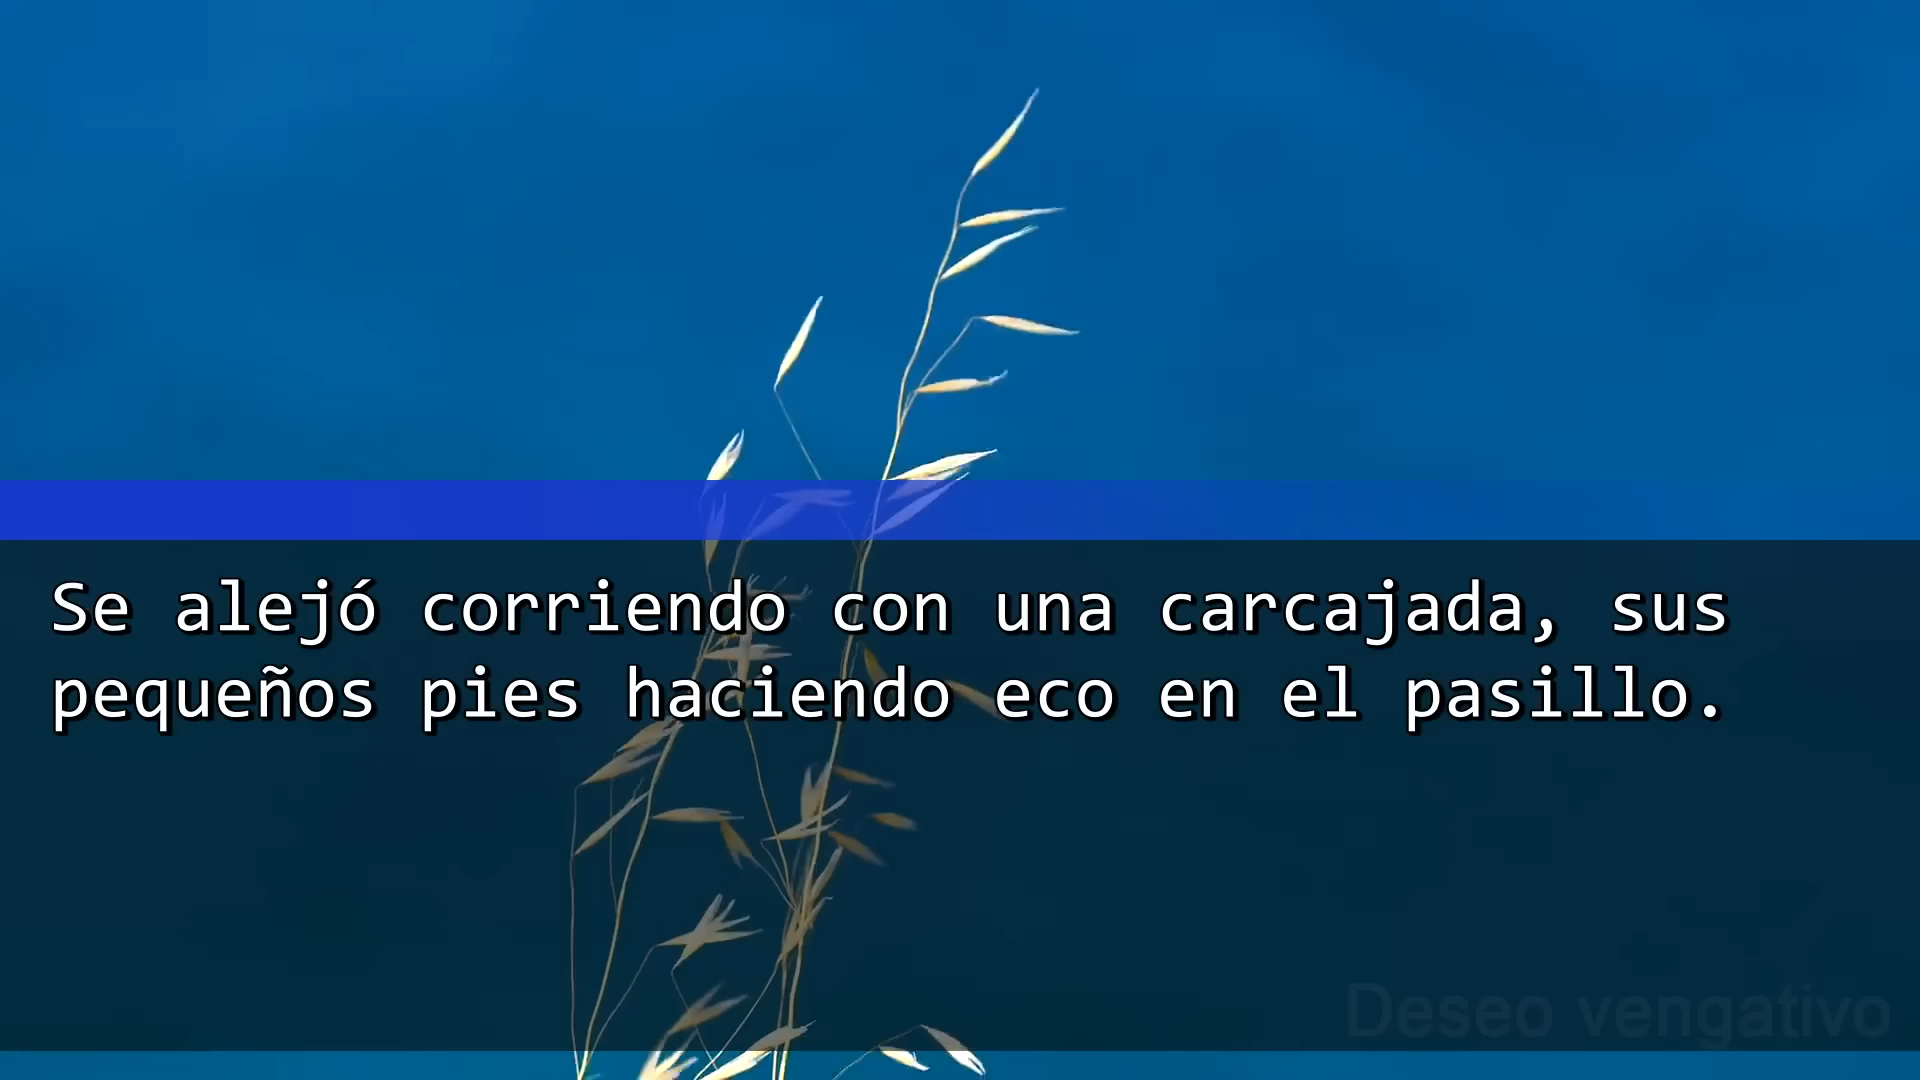 Se alejó corriendo con una carcajada, sus
pequeños pies haciendo eco en el pasillo.
Deseo vengativo